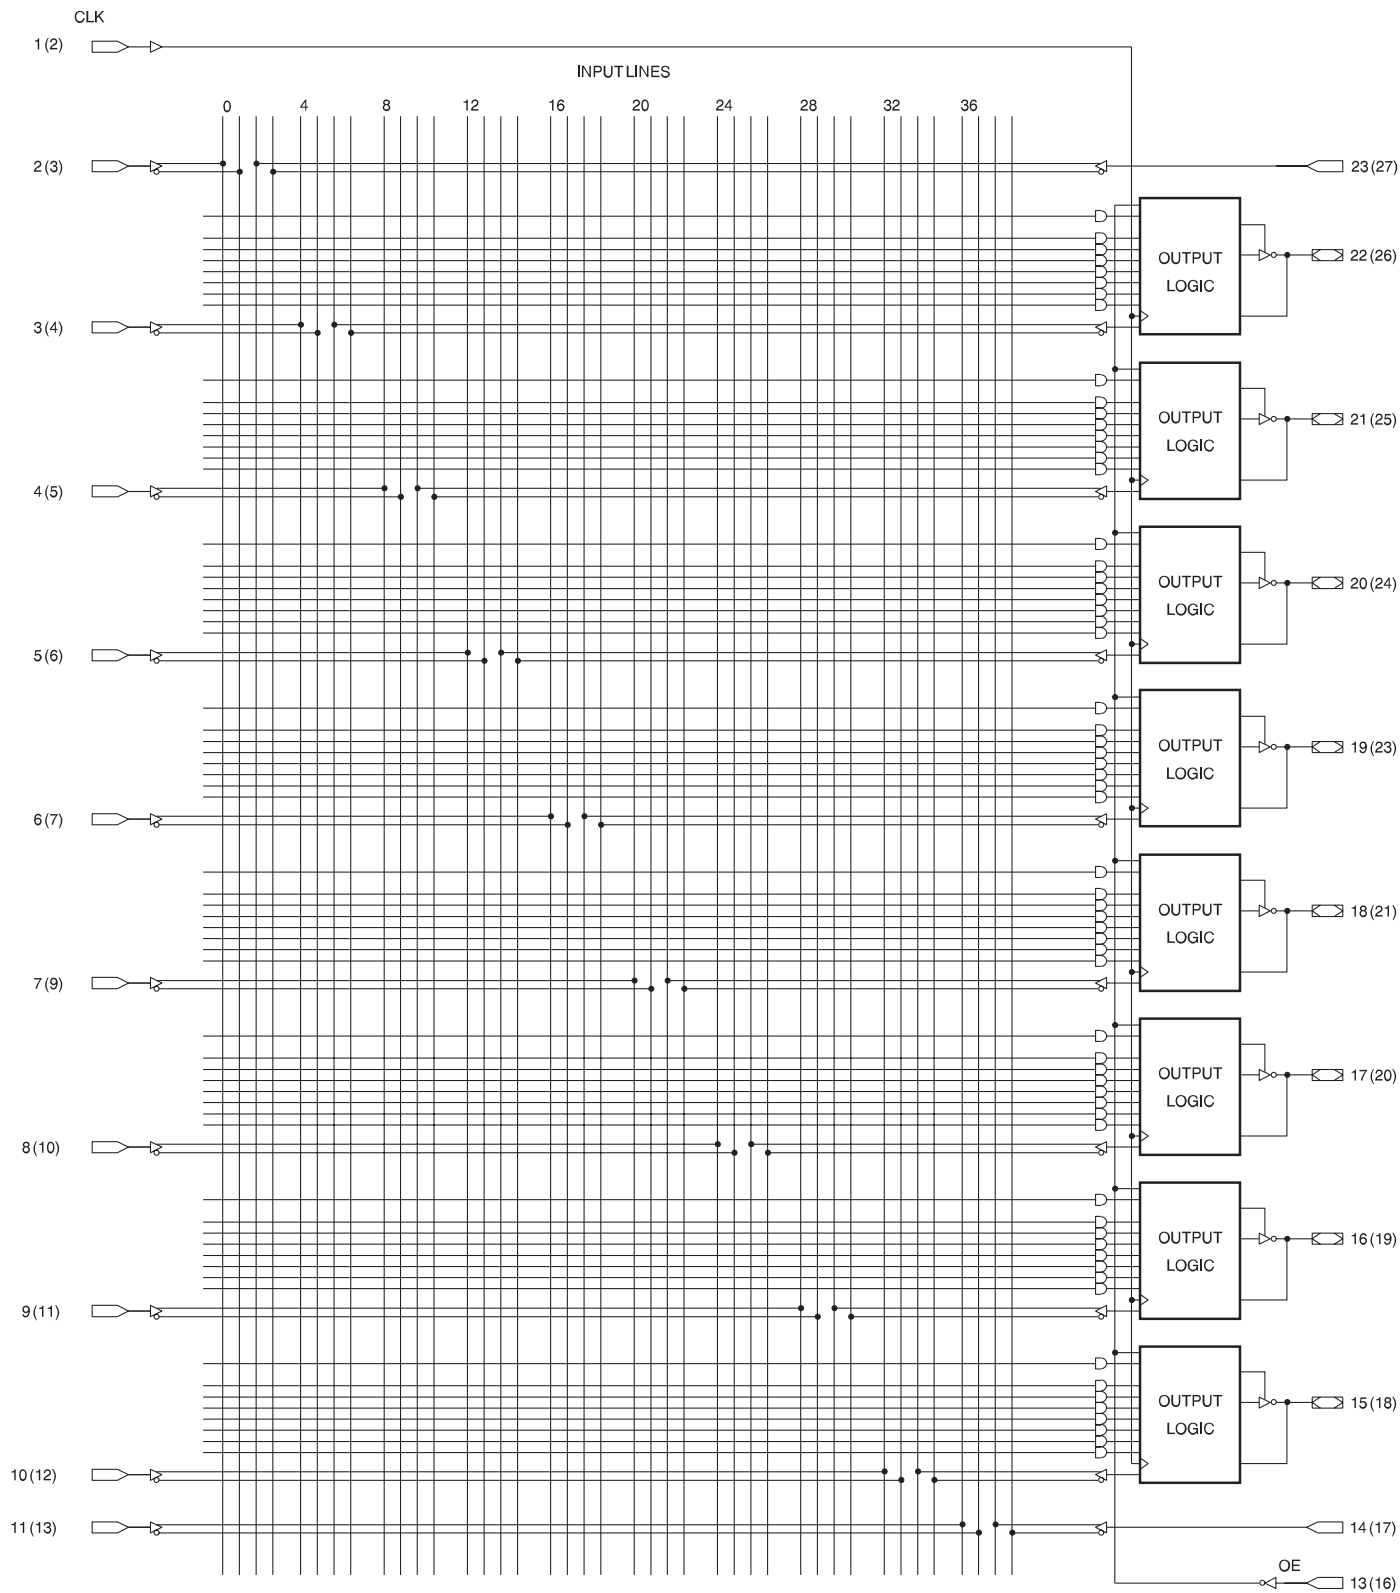 CLK
1(2)
INPUT LINES
0 4 8 12 16 20 24 28 32 36
2(3)
23(27)
OUTPUT
LOGIC
22(26)
3(4)
OUTPUT
LOGIC
21(25)
4(5)
OUTPUT
LOGIC
20(24)
5(6)
OUTPUT
LOGIC
19(23)
6(7)
OUTPUT
LOGIC
18(21)
7(9)
OUTPUT
LOGIC
17(20)
8(10)
OUTPUT
LOGIC
16(19)
9(11)
OUTPUT
LOGIC
15(18)
10(12)
11(13)
14(17)
OE
13(16)